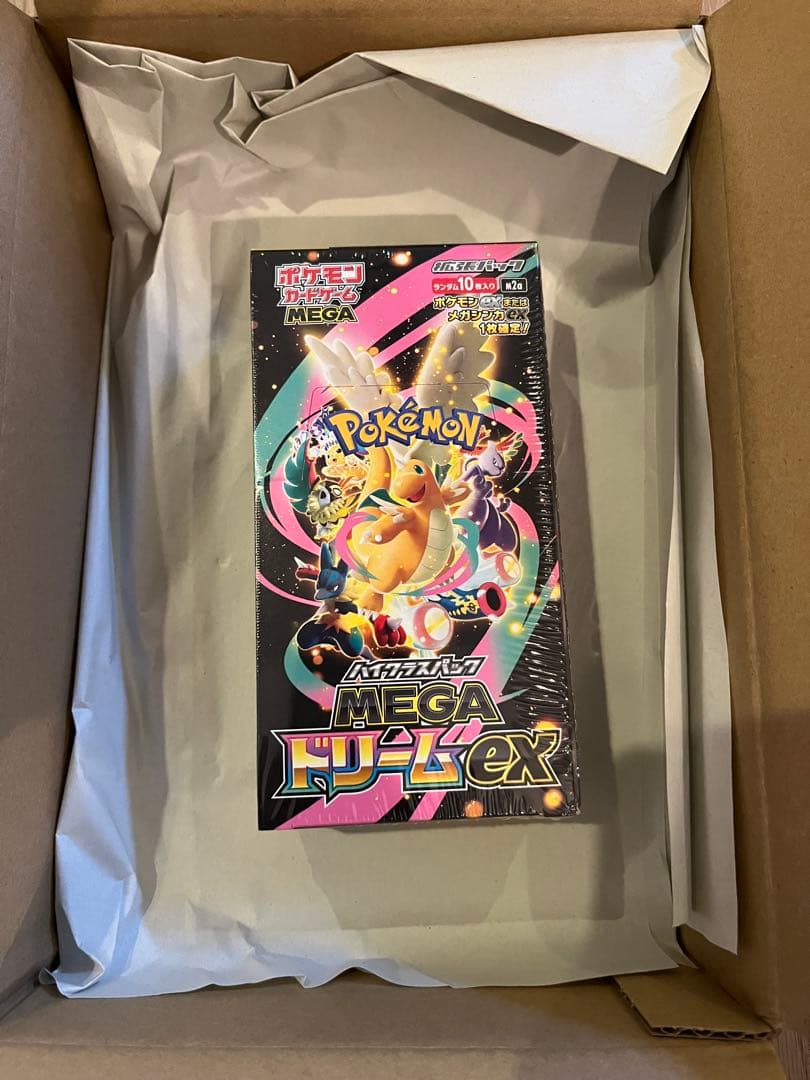 ポケモン
カードゲーム
MEGA
拡張パック
ランダム10枚入り
M2a
ポケモンexまたは
メガシンカex
1枚確定!
POKéMON
ハイクラスパック
MEGA
ドリームex